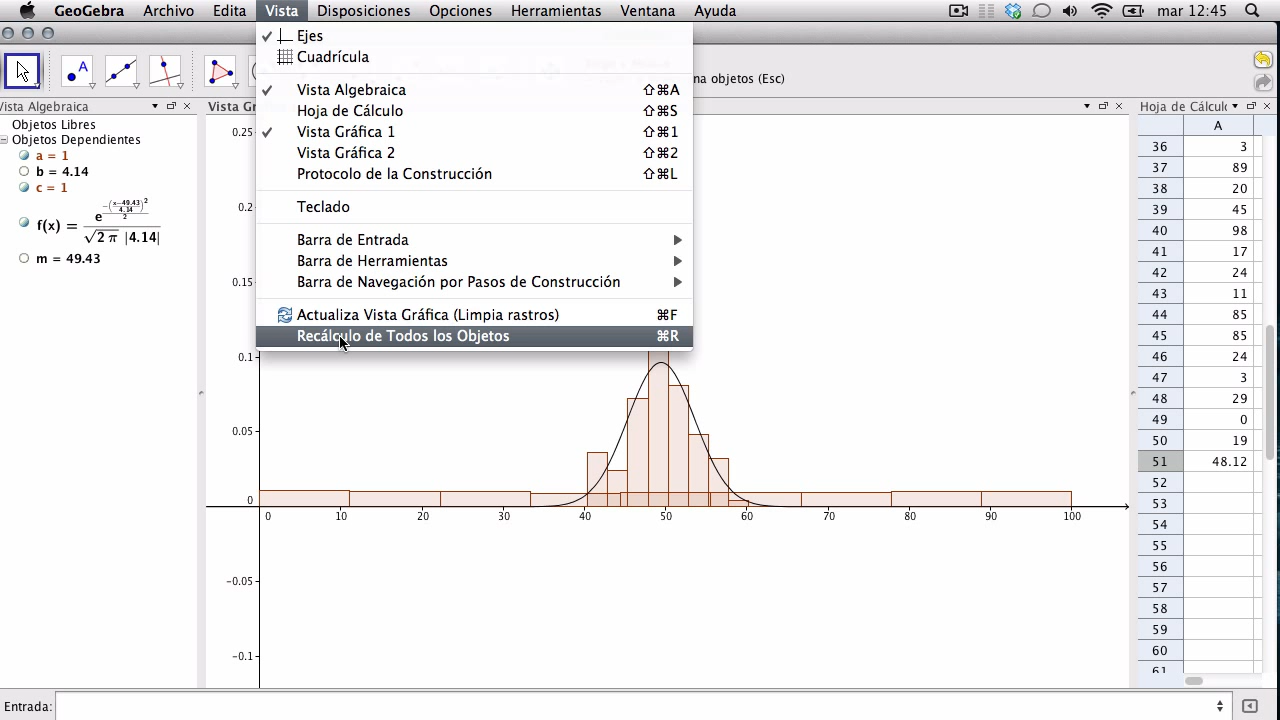 GeoGebra Archivo Edita Vista Disposiciones Opciones Herramientas Ventana Ayuda mar 12:45
Ejes
Cuadrícula
Vista Algebraica ⇧⌘A
Hoja de Cálculo ⇧⌘S
Vista Gráfica 1 ⇧⌘1
Vista Gráfica 2 ⇧⌘2
Protocolo de la Construcción ⇧⌘L
Teclado
Barra de Entrada
Barra de Herramientas
Barra de Navegación por Pasos de Construcción
Actualiza Vista Gráfica (Limpia rastros) ⌘F
Recálculo de Todos los Objetos ⌘R
na objetos (Esc)
A
Vista Algebraica
Objetos Libres
Objetos Dependientes
a = 1
b = 4.14
c = 1
f(x) = e^(-((x-49.43)/4.14)^2/2) / (√(2 π) |4.14|)
m = 49.43
Vista Gr
0.25
0.2
0.15
0.1
0.05
0
-0.05
-0.1
0 10 20 30 40 50 60 70 80 90 100
Hoja de Cálculo
A
36 3
37 89
38 20
39 45
40 98
41 17
42 24
43 11
44 85
45 85
46 24
47 3
48 29
49 0
50 19
51 48.12
52
53
54
55
56
57
58
59
60
61
Entrada: